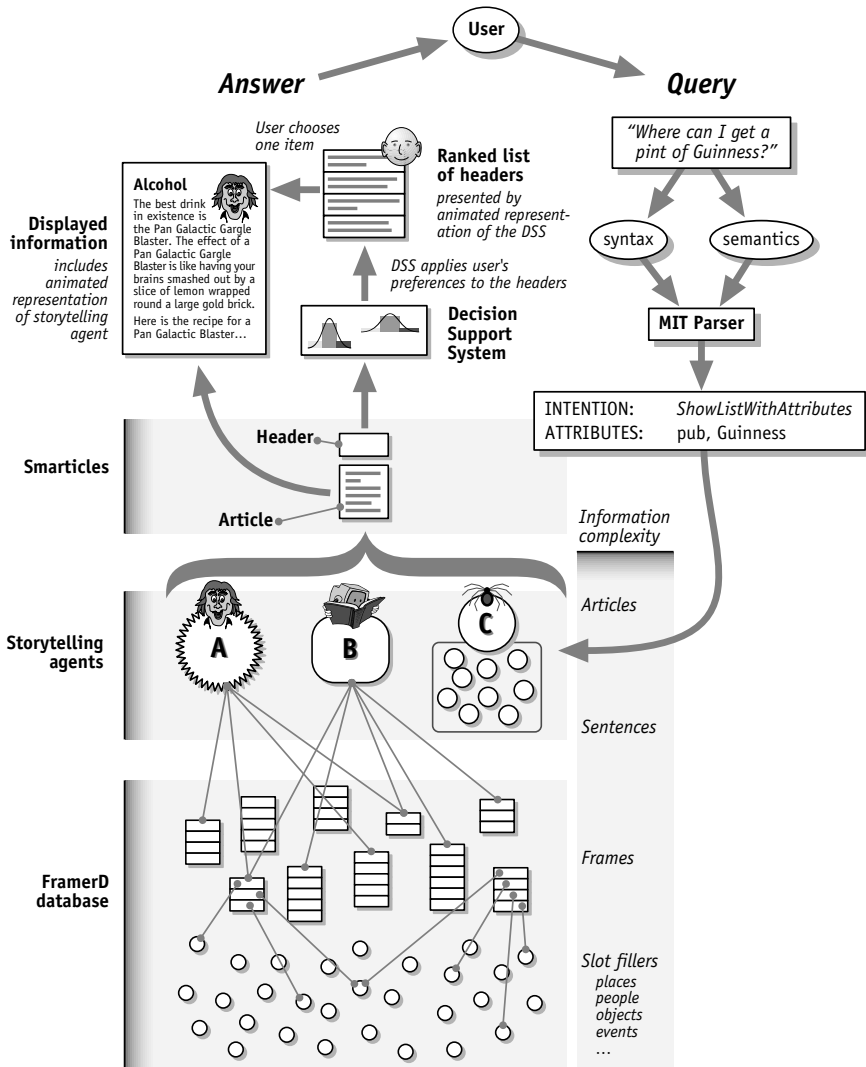 User
Answer
Query
User chooses
one item
"Where can I get a
pint of Guinness?"
Ranked list
of headers
presented by
animated represent-
ation of the DSS
Alcohol
The best drink
in existence is
the Pan Galactic Gargle
Blaster. The effect of a
Pan Galactic Gargle
Blaster is like having your
brains smashed out by a
slice of lemon wrapped
round a large gold brick.
Here is the recipe for a
Pan Galactic Blaster...
Displayed
information
includes
animated
representation
of storytelling
agent
syntax
semantics
DSS applies user's
preferences to the headers
Decision
Support
System
MIT Parser
INTENTION: ShowListWithAttributes
ATTRIBUTES: pub, Guinness
Smarticles
Header
Article
Information
complexity
Articles
Storytelling
agents
A
B
C
Sentences
Frames
FramerD
database
Slot fillers
places
people
objects
events
...